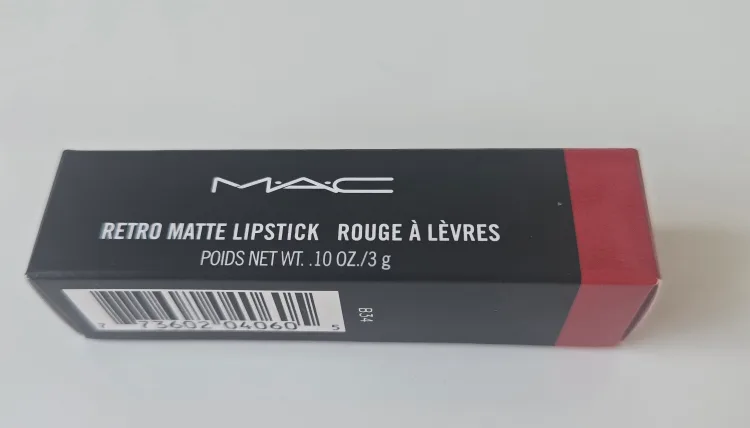 M·A·C
RETRO MATTE LIPSTICK ROUGE À LÈVRES
POIDS NET WT. .10 OZ./3 g
7 73602 04060 5
B34